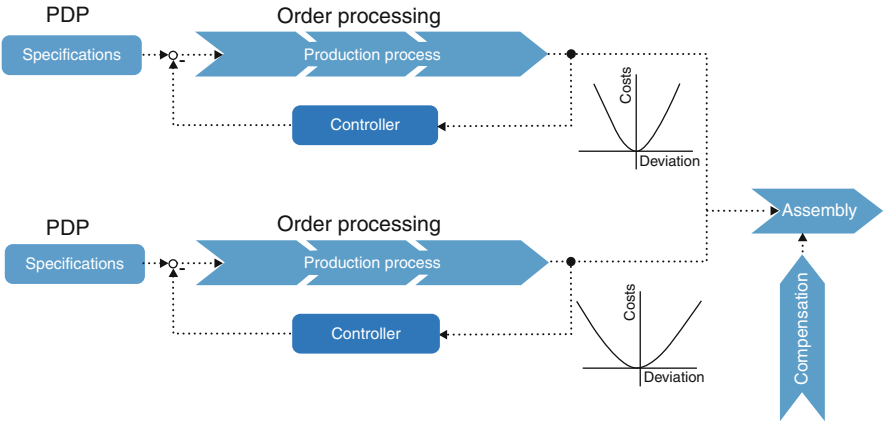 PDP
Order processing
Specifications
-
Production process
Controller
Costs
Deviation
Assembly
PDP
Order processing
Specifications
-
Production process
Controller
Costs
Deviation
Compensation